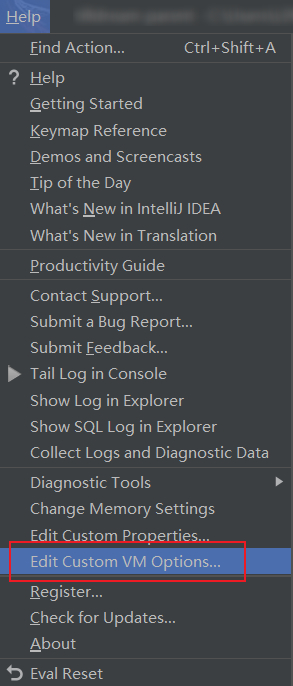 Help
Find Action... Ctrl+Shift+A
? Help
Getting Started
Keymap Reference
Demos and Screencasts
Tip of the Day
What's New in IntelliJ IDEA
What's New in Translation
Productivity Guide
Contact Support...
Submit a Bug Report...
Submit Feedback...
Tail Log in Console
Show Log in Explorer
Show SQL Log in Explorer
Collect Logs and Diagnostic Data
Diagnostic Tools
Change Memory Settings
Edit Custom Properties...
Edit Custom VM Options...
Register...
Check for Updates...
About
Eval Reset